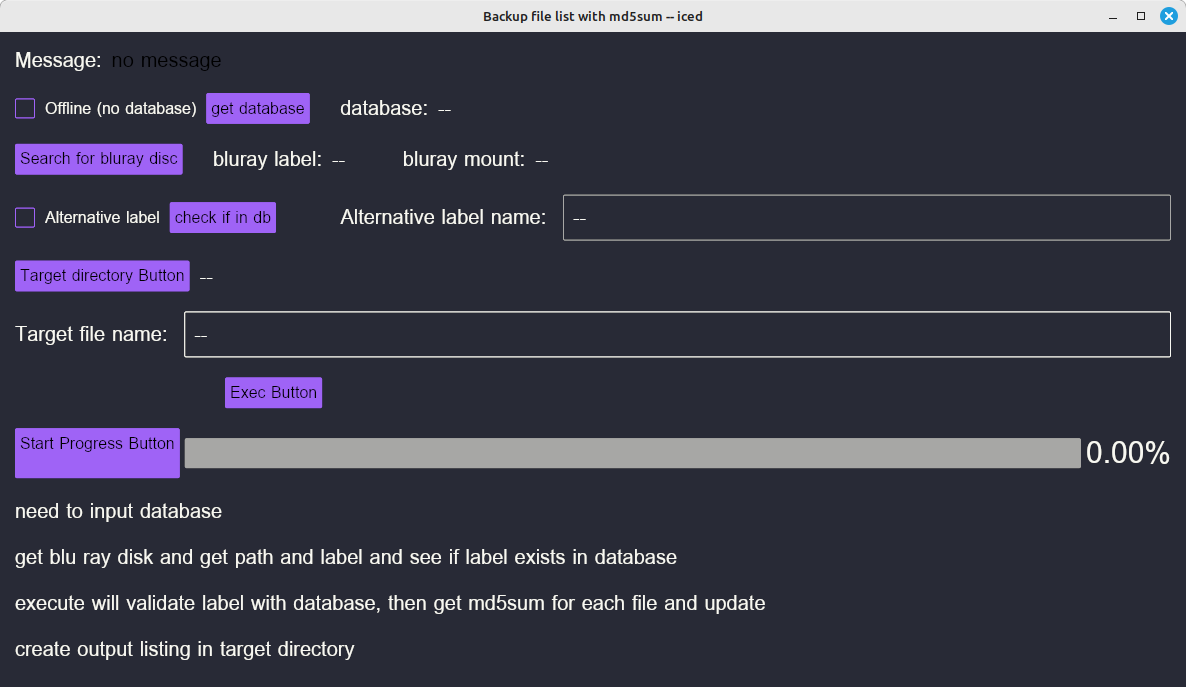 Backup file list with md5sum -- iced
Message: no message
Offline (no database) get database database: --
Search for bluray disc bluray label: -- bluray mount: --
Alternative label check if in db Alternative label name: --
Target directory Button --
Target file name: --
Exec Button
Start Progress Button 0.00%
need to input database
get blu ray disk and get path and label and see if label exists in database
execute will validate label with database, then get md5sum for each file and update
create output listing in target directory